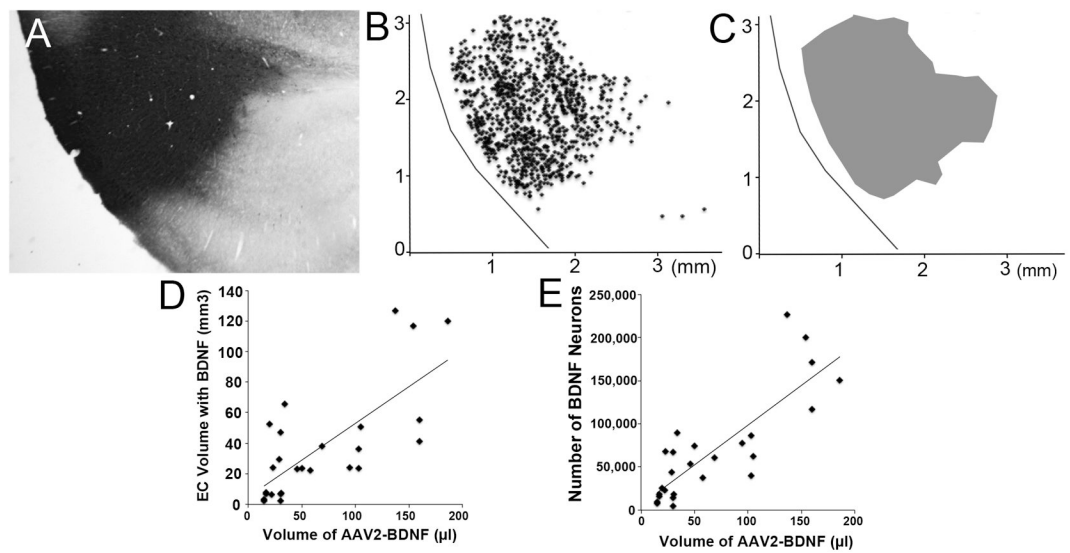 A
B
3
2
1
0
1 2 3 (mm)
C
3
2
1
0
1 2 3 (mm)
D
EC Volume with BDNF (mm3)
140
120
100
80
60
40
20
0
0 50 100 150 200
Volume of AAV2-BDNF (µl)
E
Number of BDNF Neurons
250,000
200,000
150,000
100,000
50,000
0
0 50 100 150 200
Volume of AAV2-BDNF (µl)